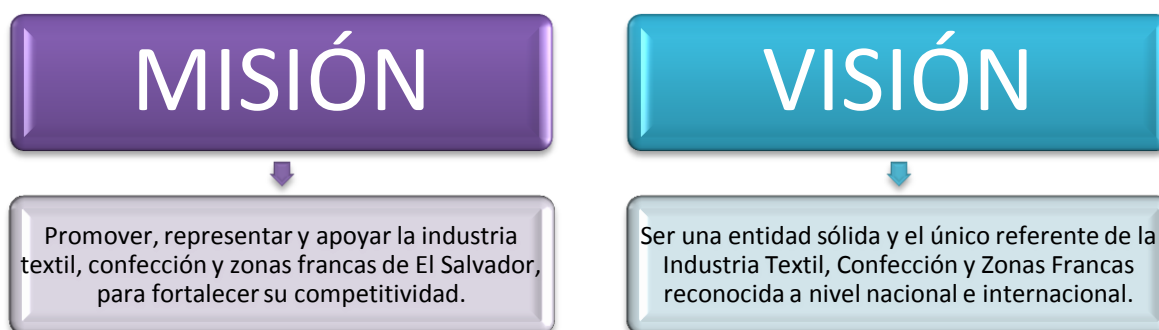 MISIÓN
Promover, representar y apoyar la industria
textil, confección y zonas francas de El Salvador,
para fortalecer su competitividad.
VISIÓN
Ser una entidad sólida y el único referente de la
Industria Textil, Confección y Zonas Francas
reconocida a nivel nacional e internacional.